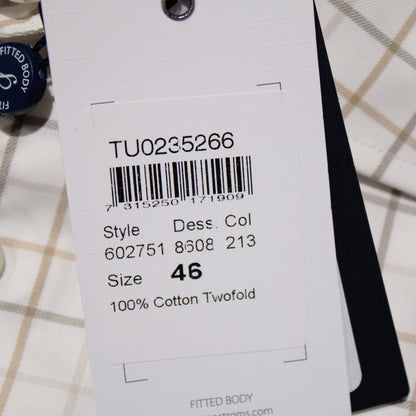 FITTED BODY
FIT
TU0235266
7 315250 171909
Style Dess. Col
602751 8608 213
Size 46
100% Cotton Twofold
FITTED BODY